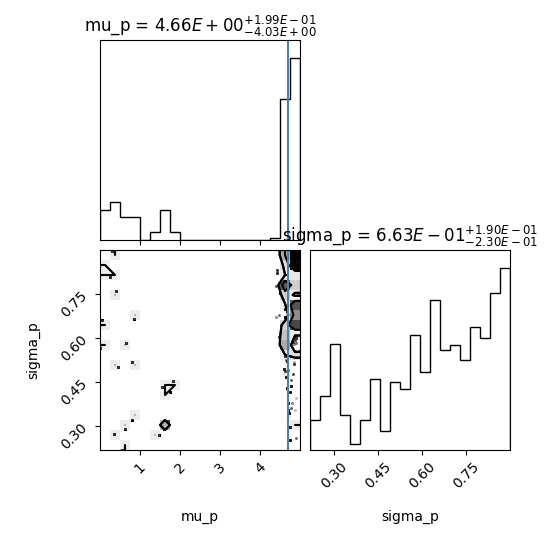 mu_p = 4.66E + 00+1.99E−01 −4.03E+00
sigma_p = 6.63E − 01+1.90E−01 −2.30E−01
sigma_p
0.75
0.60
0.45
0.30
1 2 3 4
0.30 0.45 0.60 0.75
mu_p
sigma_p